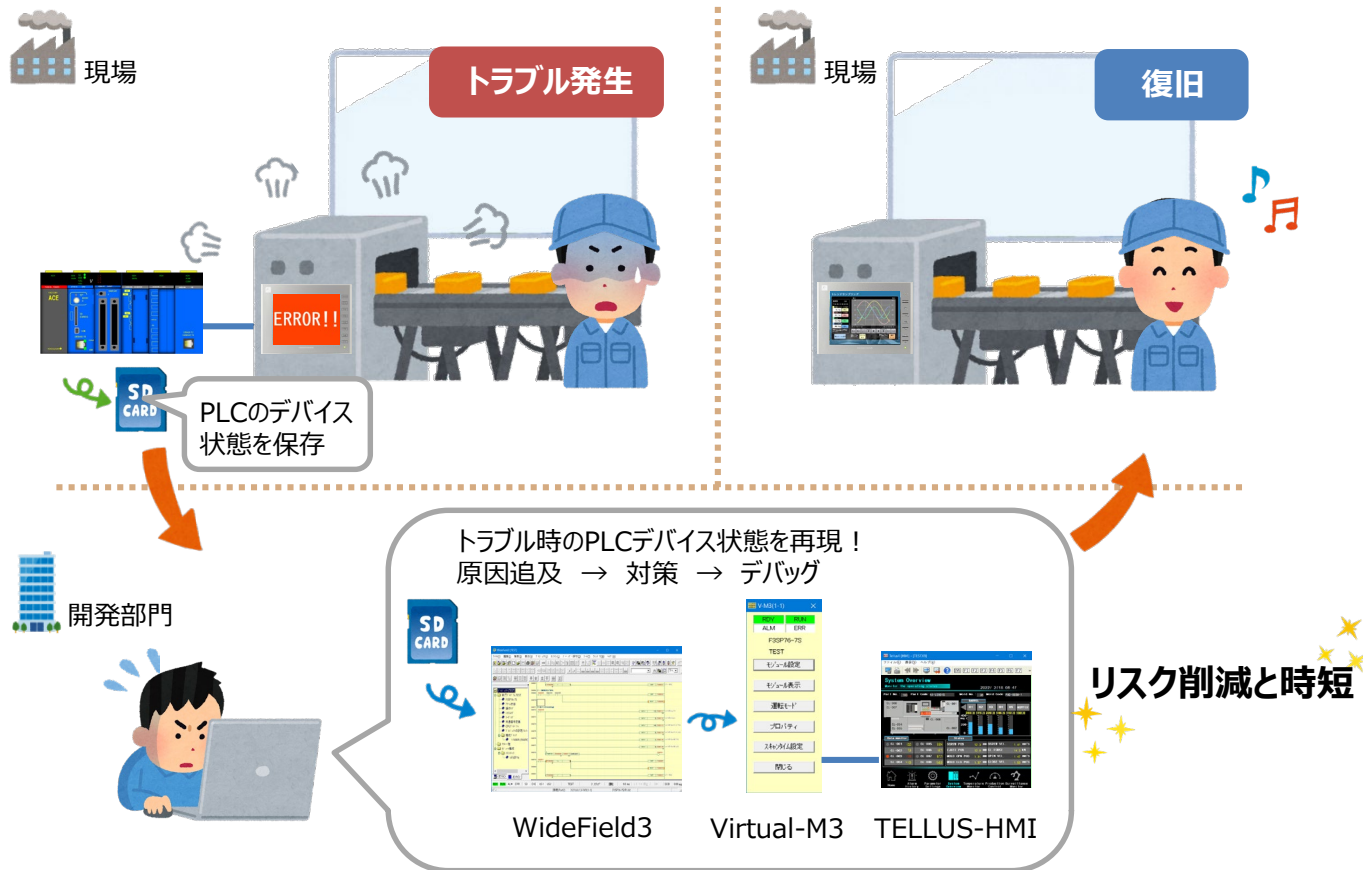 現場
トラブル発生
現場
復旧
ACE
ERROR!!
SD
CARD
PLCのデバイス
状態を保存
開発部門
トラブル時のPLCデバイス状態を再現！
原因追及 → 対策 → デバッグ
SD
CARD
V-M3(1-1)
RDY RUN
ALM ERR
F3SP76-7S
TEST
モジュール設定
モジュール表示
運転モード
プロパティ
スキャンタイム設定
閉じる
System Overview
WideField3
Virtual-M3
TELLUS-HMI
リスク削減と時短